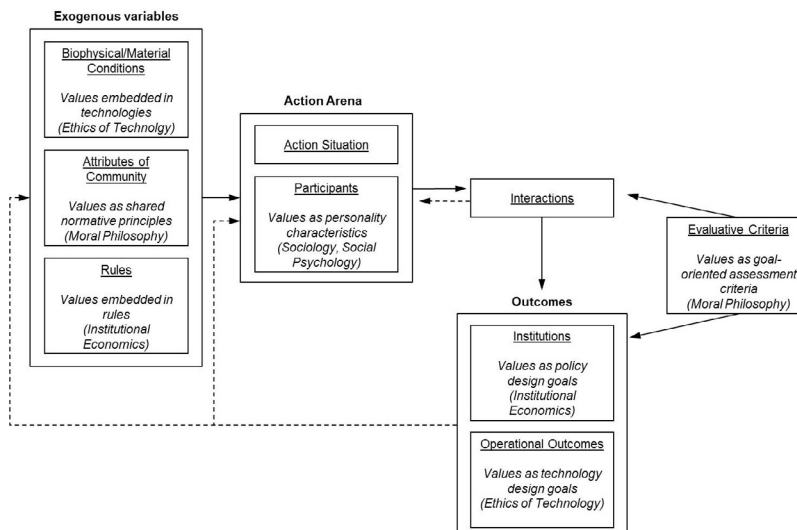 Exogenous variables
Biophysical/Material
Conditions
Values embedded in
technologies
(Ethics of Technolgy)
Attributes of
Community
Values as shared
normative principles
(Moral Philosophy)
Rules
Values embedded in
rules
(Institutional
Economics)
Action Arena
Action Situation
Participants
Values as personality
characteristics
(Sociology, Social
Psychology)
Interactions
Evaluative Criteria
Values as goal-
oriented assessment
criteria
(Moral Philosophy)
Outcomes
Institutions
Values as policy
design goals
(Institutional
Economics)
Operational Outcomes
Values as technology
design goals
(Ethics of Technology)